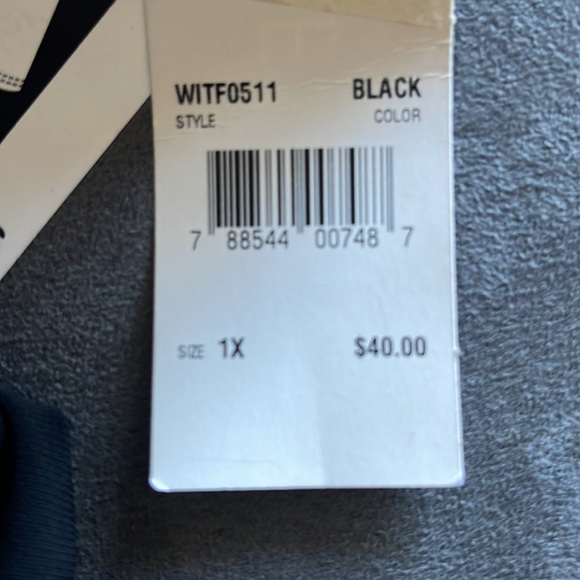 WITF0511 BLACK
STYLE COLOR
7 88544 00748 7
SIZE 1X $40.00